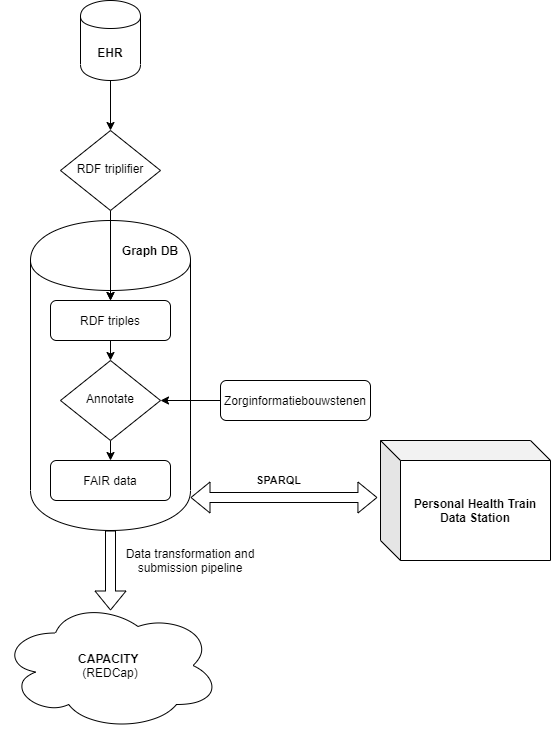 EHR
RDF triplifier
Graph DB
RDF triples
Annotate
Zorginformatiebouwstenen
FAIR data
SPARQL
Personal Health Train
Data Station
Data transformation and
submission pipeline
CAPACITY
(REDCap)